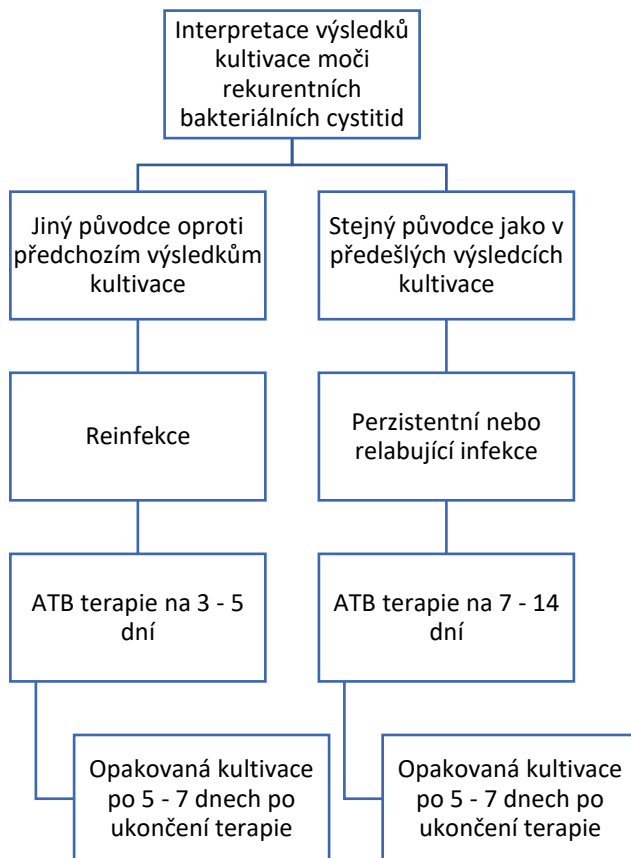 Interpretace výsledků
kultivace moči
rekurentních
bakteriálních cystitid
Jiný původce oproti
předchozím výsledkům
kultivace
Stejný původce jako v
předešlých výsledcích
kultivace
Reinfekce
Perzistentní nebo
relabující infekce
ATB terapie na 3 - 5
dní
ATB terapie na 7 - 14
dní
Opakovaná kultivace
po 5 - 7 dnech po
ukončení terapie
Opakovaná kultivace
po 5 - 7 dnech po
ukončení terapie